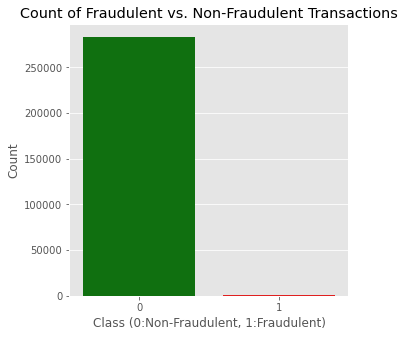 Count of Fraudulent vs. Non-Fraudulent Transactions
250000
200000
150000
100000
50000
0
Count
0
1
Class (0:Non-Fraudulent, 1:Fraudulent)